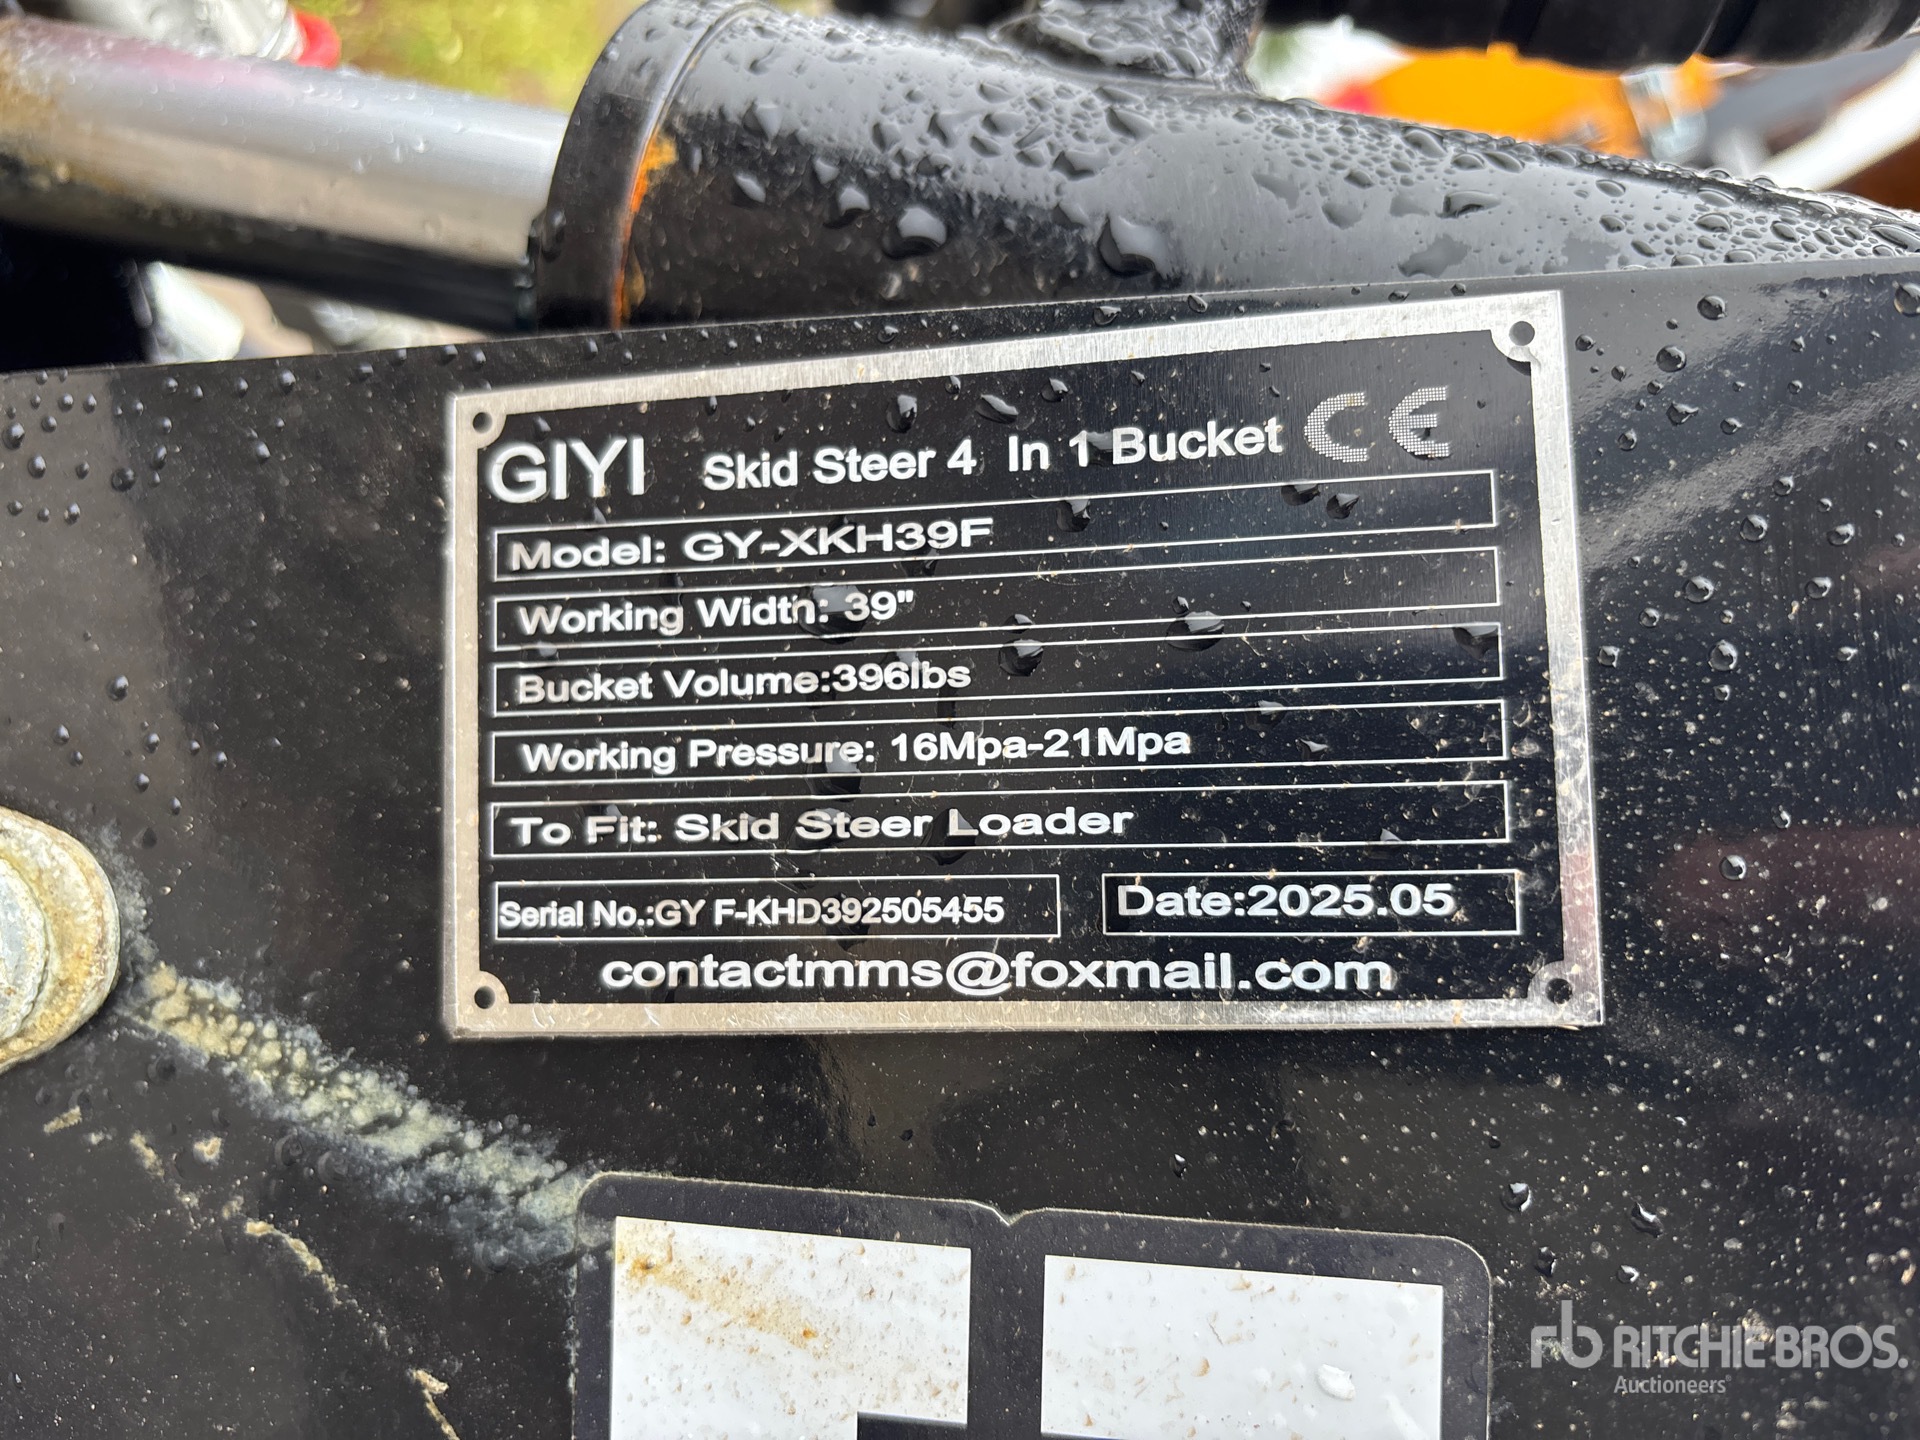 GIYI Skid Steer 4 In 1 Bucket CE
Model: GY-XKH39F
Working Width: 39"
Bucket Volume:396lbs
Working Pressure: 16Mpa-21Mpa
To Fit: Skid Steer Loader
Serial No.:GY F-KHD392505455 Date:2025.05
contactmms@foxmail.com
rb RITCHIE BROS.
Auctioneers